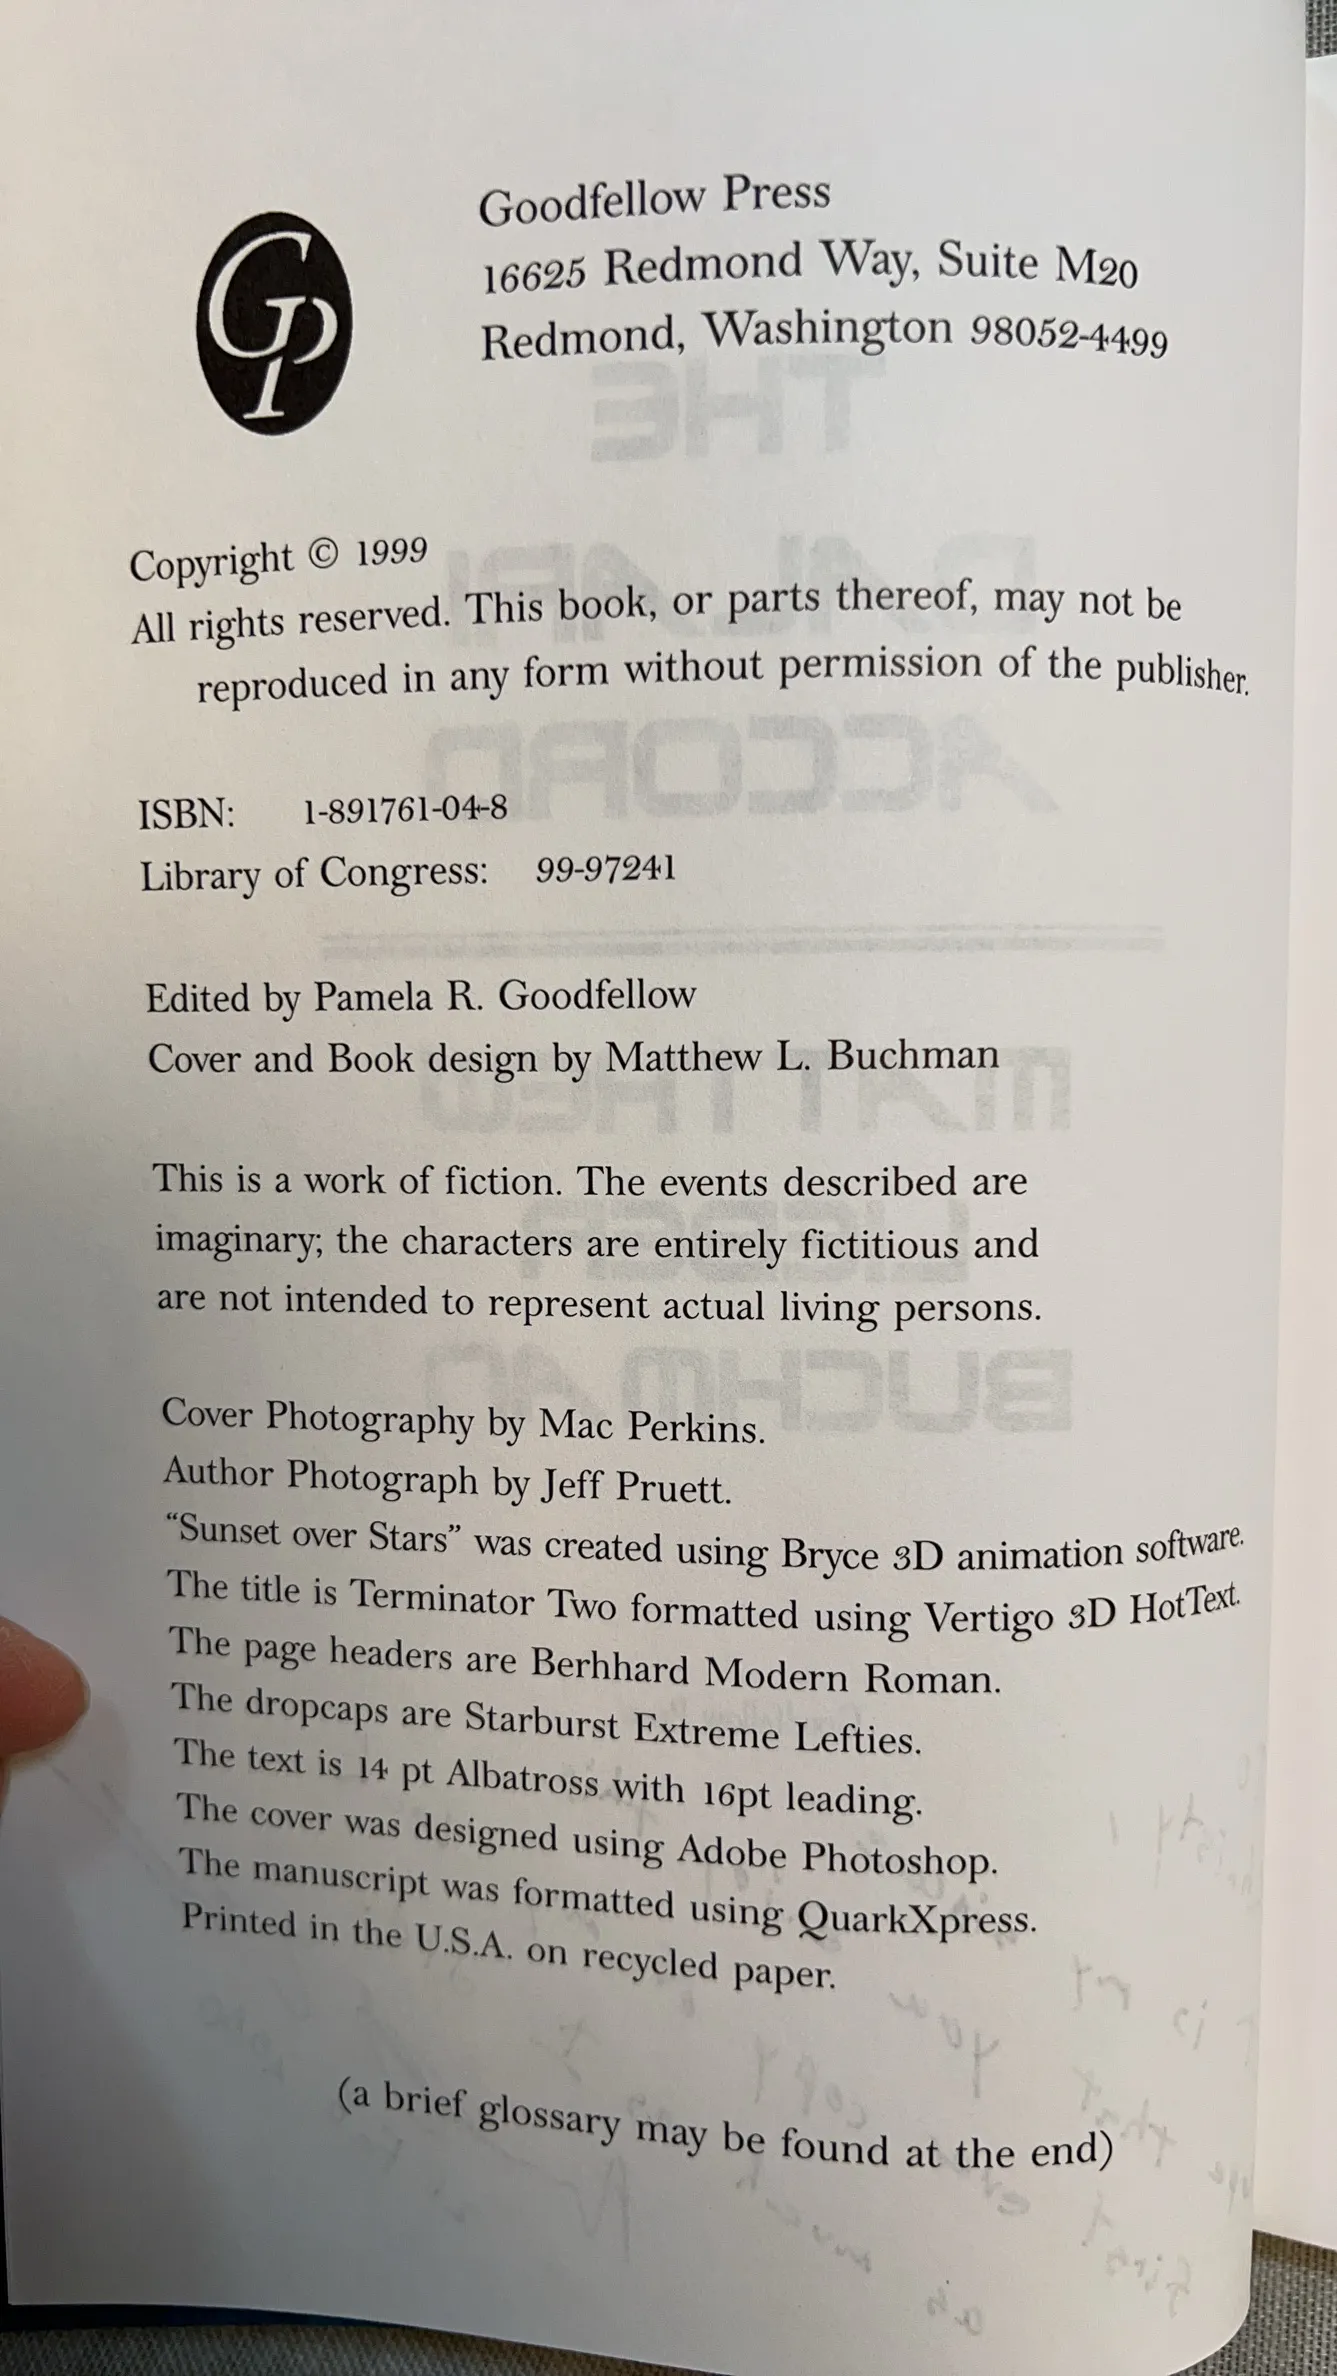 GP
Goodfellow Press
16625 Redmond Way, Suite M20
Redmond, Washington 98052-4499
THE
DALARI
ACCORD
Copyright © 1999
All rights reserved. This book, or parts thereof, may not be
reproduced in any form without permission of the publisher.
ISBN: 1-891761-04-8
Library of Congress: 99-97241
Edited by Pamela R. Goodfellow
Cover and Book design by Matthew L. Buchman
MATTHEW
LIEBER
BUCHMAN
This is a work of fiction. The events described are
imaginary; the characters are entirely fictitious and
are not intended to represent actual living persons.
Cover Photography by Mac Perkins.
Author Photograph by Jeff Pruett.
“Sunset over Stars” was created using Bryce 3D animation software.
The title is Terminator Two formatted using Vertigo 3D HotText.
The page headers are Berhhard Modern Roman.
The dropcaps are Starburst Extreme Lefties.
The text is 14 pt Albatross with 16pt leading.
The cover was designed using Adobe Photoshop.
The manuscript was formatted using QuarkXpress.
Printed in the U.S.A. on recycled paper.
(a brief glossary may be found at the end)